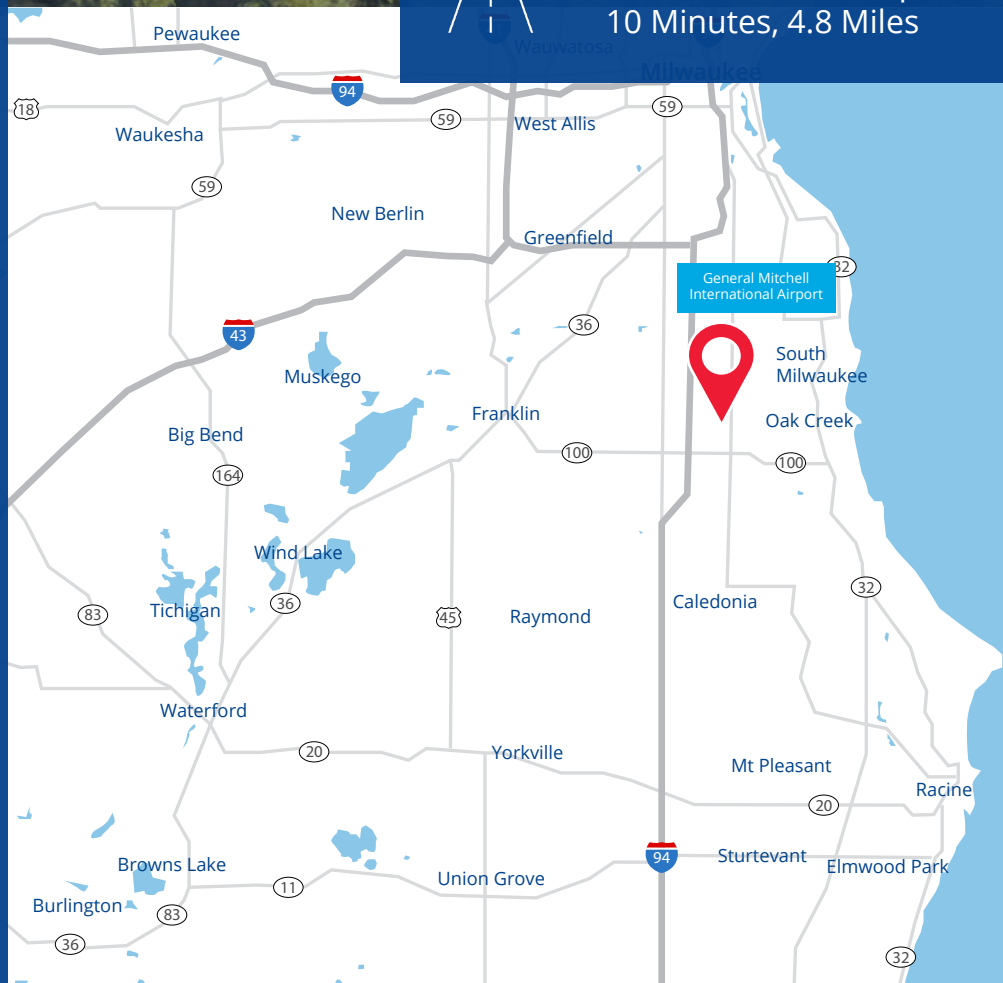 10 Minutes, 4.8 Miles
Pewaukee
Wauwatosa
Milwaukee
94
18
59
59
West Allis
Waukesha
59
New Berlin
Greenfield
32
General Mitchell
International Airport
36
43
South
Milwaukee
Muskego
Franklin
Oak Creek
Big Bend
100
100
164
Wind Lake
32
36
Caledonia
Tichigan
83
45
Raymond
Waterford
20
Yorkville
Mt Pleasant
Racine
20
94
Sturtevant
Elmwood Park
Browns Lake
Union Grove
11
Burlington
83
36
32